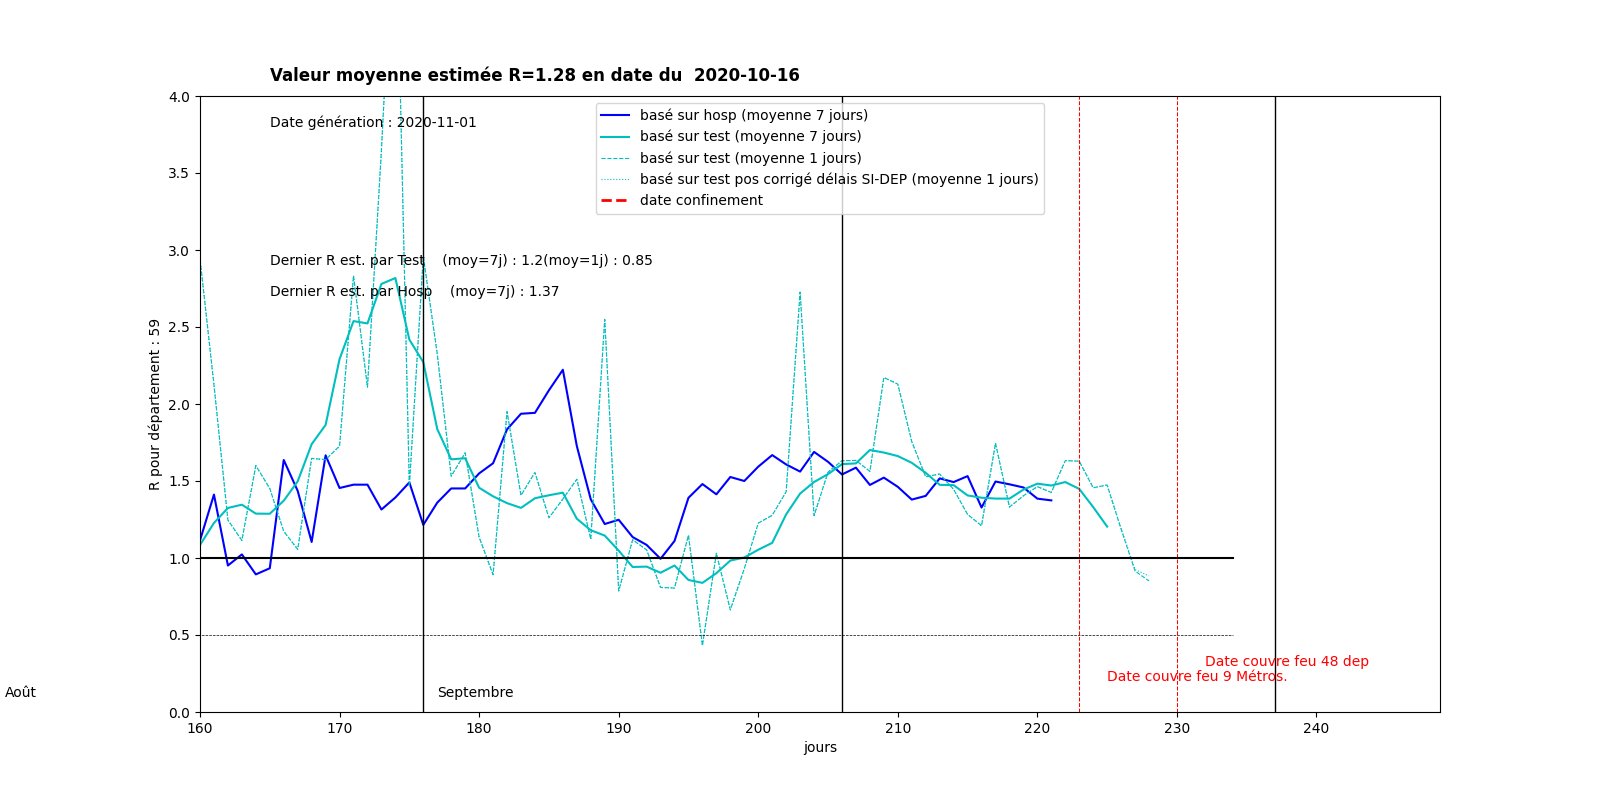 Valeur moyenne estimée R=1.28 en date du  2020-10-16
4.0
Date génération : 2020-11-01
basé sur hosp (moyenne 7 jours)
basé sur test (moyenne 7 jours)
basé sur test (moyenne 1 jours)
basé sur test pos corrigé délais SI-DEP (moyenne 1 jours)
date confinement
3.5
3.0
Dernier R est. par Test    (moy=7j) : 1.2(moy=1j) : 0.85
Dernier R est. par Hosp    (moy=7j) : 1.37
2.5
2.0
R pour département : 59
1.5
1.0
0.5
Date couvre feu 48 dep
Date couvre feu 9 Métros.
Août
Septembre
0.0
160 170 180 190 200 210 220 230 240
jours